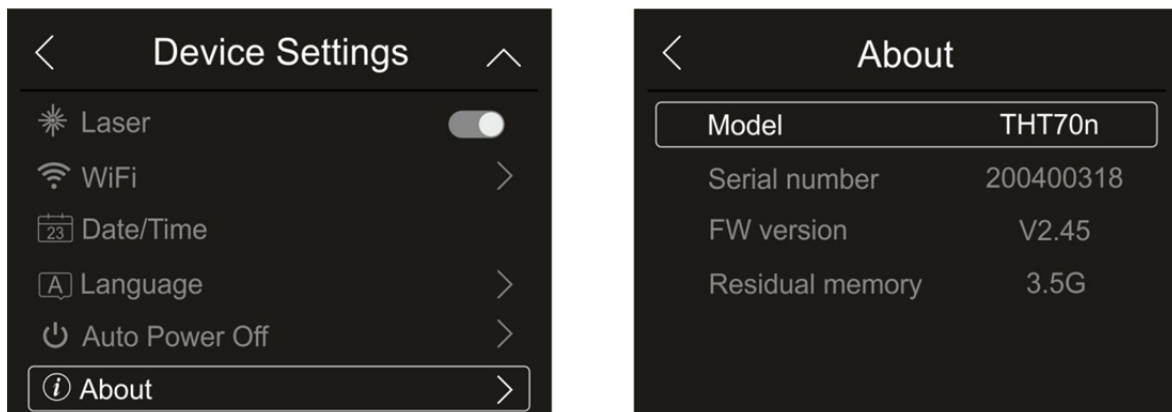 Device Settings
Laser
WiFi
23 Date/Time
A Language
Auto Power Off
i About
About
Model THT70n
Serial number 200400318
FW version V2.45
Residual memory 3.5G